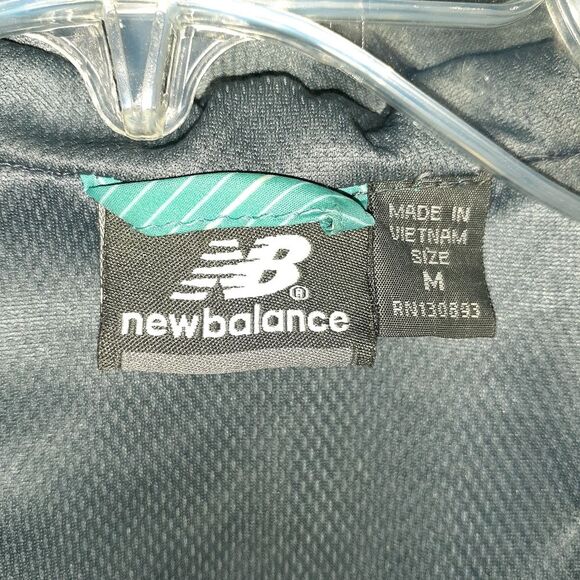 NB®
newbalance
MADE IN
VIETNAM
SIZE
M
RN130893